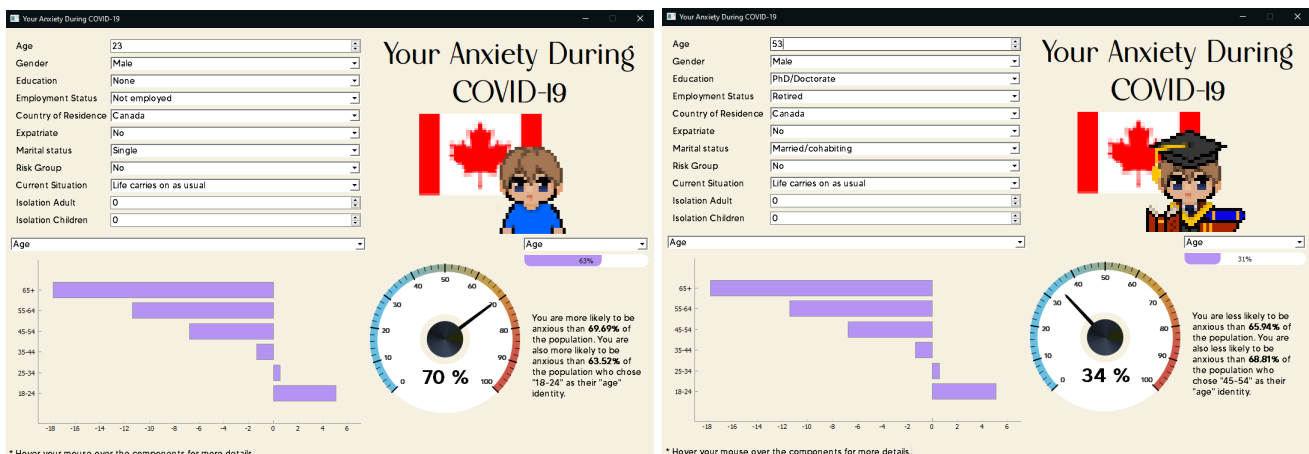 Your Anxiety During COVID-19
Age 23
Gender Male
Education None
Employment Status Not employed
Country of Residence Canada
Expatriate No
Marital status Single
Risk Group No
Current Situation Life carries on as usual
Isolation Adult 0
Isolation Children 0
Your Anxiety During
COVID-19
Age
Age
63%
65+
55-64
45-54
35-44
25-34
18-24
-18 -16 -14 -12 -10 -8 -6 -4 -2 0 2 4 6
0 10 20 30 40 50 60 70 80 90 100
70 %
You are more likely to be
anxious than 69.69% of
the population. You are
also more likely to be
anxious than 63.52% of
the population who chose
"18-24" as their "age"
identity.
* Hover your mouse over the components for more details.
Your Anxiety During COVID-19
Age 53
Gender Male
Education PhD/Doctorate
Employment Status Retired
Country of Residence Canada
Expatriate No
Marital status Married/cohabiting
Risk Group No
Current Situation Life carries on as usual
Isolation Adult 0
Isolation Children 0
Your Anxiety During
COVID-19
Age
Age
31%
65+
55-64
45-54
35-44
25-34
18-24
-18 -16 -14 -12 -10 -8 -6 -4 -2 0 2 4 6
0 10 20 30 40 50 60 70 80 90 100
34 %
You are less likely to be
anxious than 65.94% of
the population. You are
also less likely to be
anxious than 68.81% of
the population who
chose "45-54" as their
"age" identity.
* Hover your mouse over the components for more details.